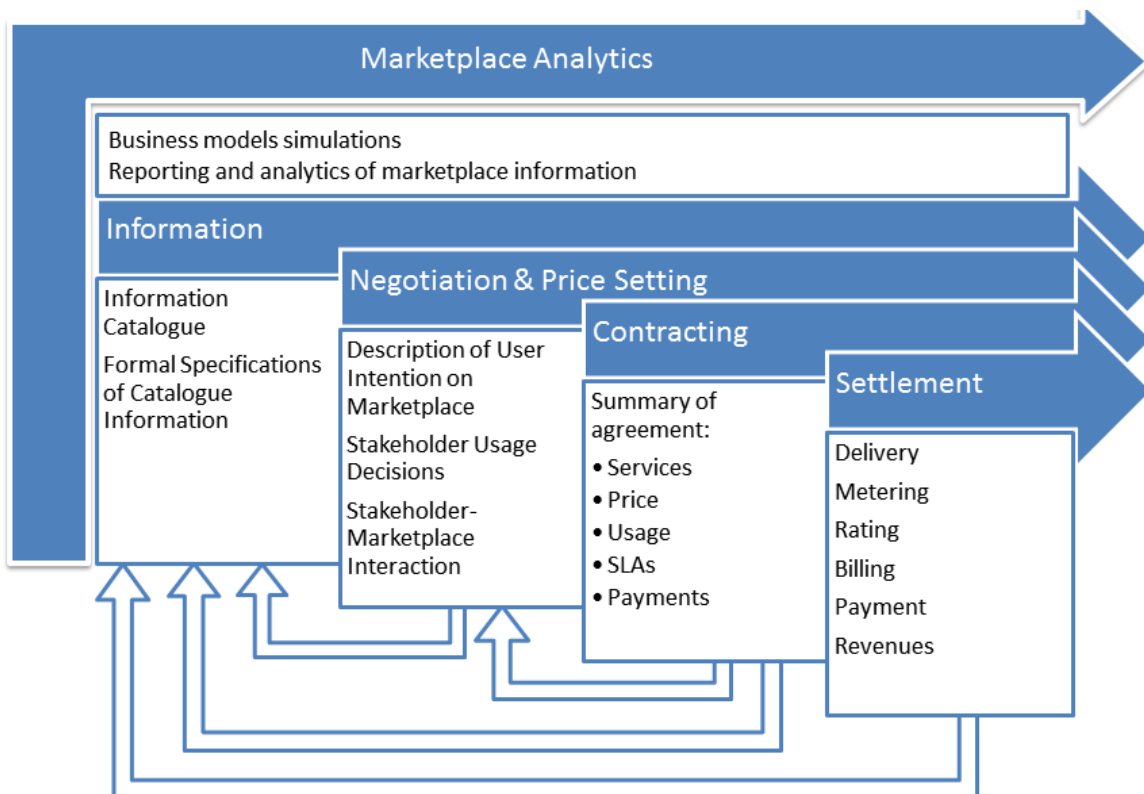 Marketplace Analytics
Business models simulations
Reporting and analytics of marketplace information
Information
Information
Catalogue
Formal Specifications
of Catalogue
Information
Negotiation & Price Setting
Description of User
Intention on
Marketplace
Stakeholder Usage
Decisions
Stakeholder-
Marketplace
Interaction
Contracting
Summary of
agreement:
• Services
• Price
• Usage
• SLAs
• Payments
Settlement
Delivery
Metering
Rating
Billing
Payment
Revenues